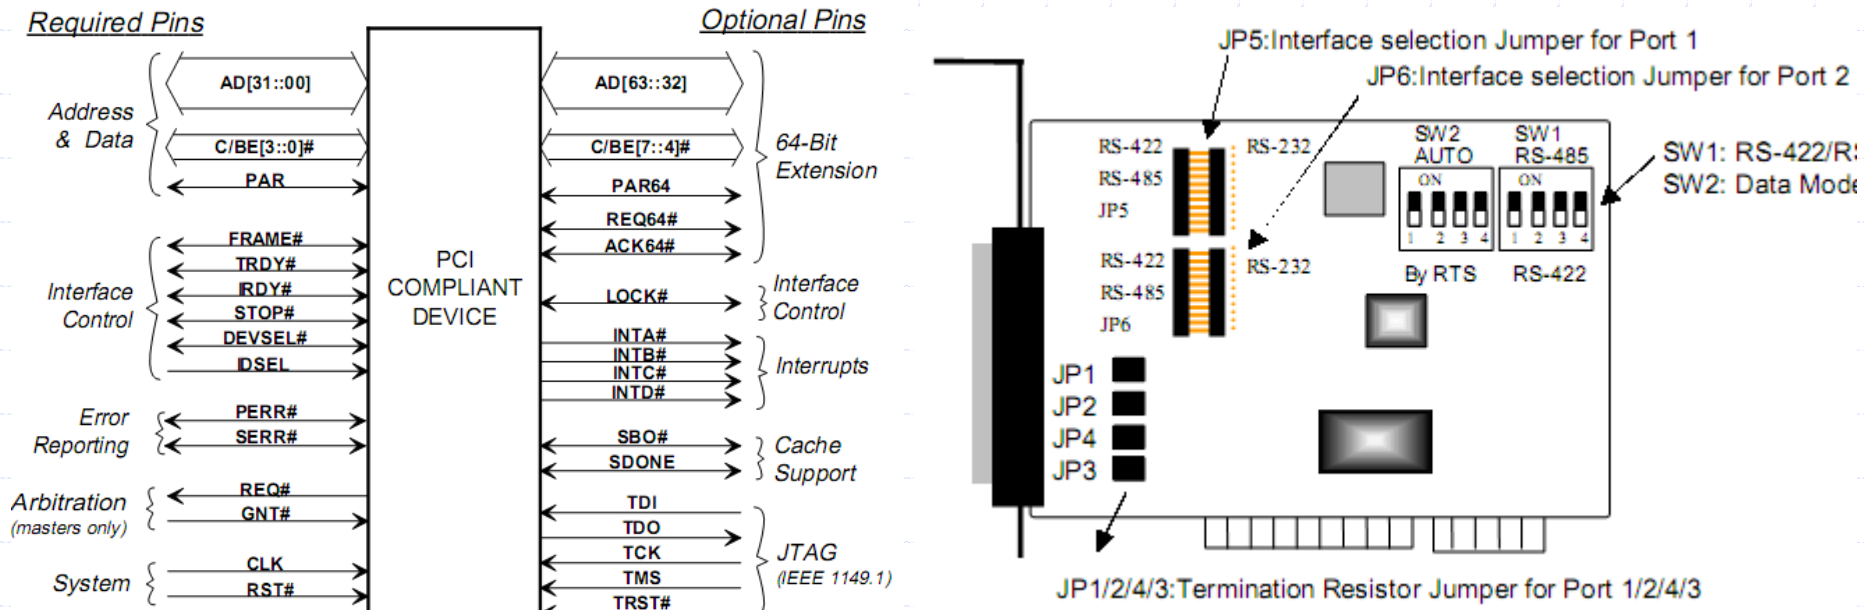 Required Pins
Optional Pins
Address
& Data
AD[31::00]
C/BE[3::0]#
PAR
Interface
Control
FRAME#
TRDY#
IRDY#
STOP#
DEVSEL#
IDSEL
Error
Reporting
PERR#
SERR#
Arbitration
(masters only)
REQ#
GNT#
System
CLK
RST#
PCI
COMPLIANT
DEVICE
AD[63::32]
C/BE[7::4]#
PAR64
REQ64#
ACK64#
64-Bit
Extension
LOCK#
Interface
Control
INTA#
INTB#
INTC#
INTD#
Interrupts
SBO#
SDONE
Cache
Support
TDI
TDO
TCK
TMS
TRST#
JTAG
(IEEE 1149.1)
JP5:Interface selection Jumper for Port 1
JP6:Interface selection Jumper for Port 2
RS-422
RS-485
JP5
RS-232
RS-422
RS-485
JP6
RS-232
SW2
AUTO
ON
1 2 3 4
By RTS
SW1
RS-485
ON
1 2 3 4
RS-422
SW1: RS-422/RS
SW2: Data Mode
JP1
JP2
JP4
JP3
JP1/2/4/3:Termination Resistor Jumper for Port 1/2/4/3